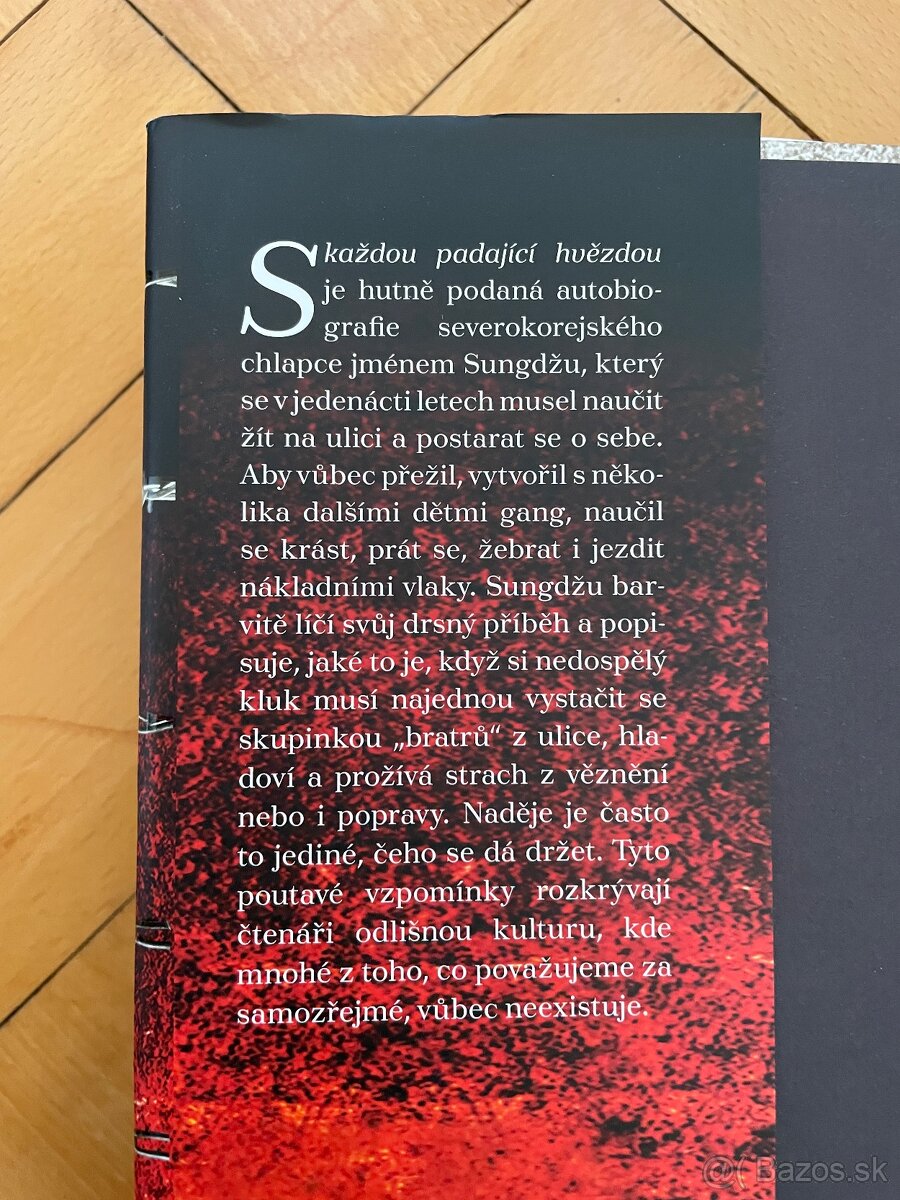 S každou padající hvězdou
je hutně podaná autobio-
grafie severokorejského
chlapce jménem Sungdžu, který
se v jedenácti letech musel naučit
žít na ulici a postarat se o sebe.
Aby vůbec přežil, vytvořil s něko-
lika dalšími dětmi gang, naučil
se krást, prát se, žebrat i jezdit
nákladními vlaky. Sungdžu bar-
vitě líčí svůj drsný příběh a popi-
suje, jaké to je, když si nedospělý
kluk musí najednou vystačit se
skupinkou „bratrů“ z ulice, hla-
doví a prožívá strach z věznění
nebo i popravy. Naděje je často
to jediné, čeho se dá držet. Tyto
poutavé vzpomínky rozkrývají
čtenáři odlišnou kulturu, kde
mnohé z toho, co považujeme za
samozřejmé, vůbec neexistuje.
@( Bazos.sk